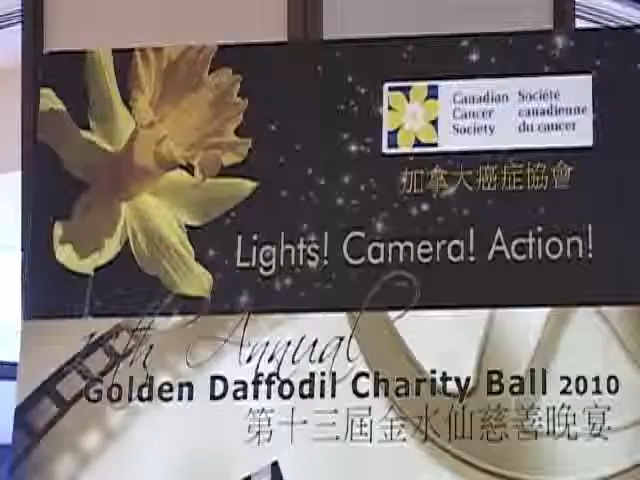 Canadian Cancer Society
Société canadienne du cancer
加拿大癌症協會
Lights! Camera! Action!
Annual
Golden Daffodil Charity Ball 2010
第十三屆金水仙慈善晚宴